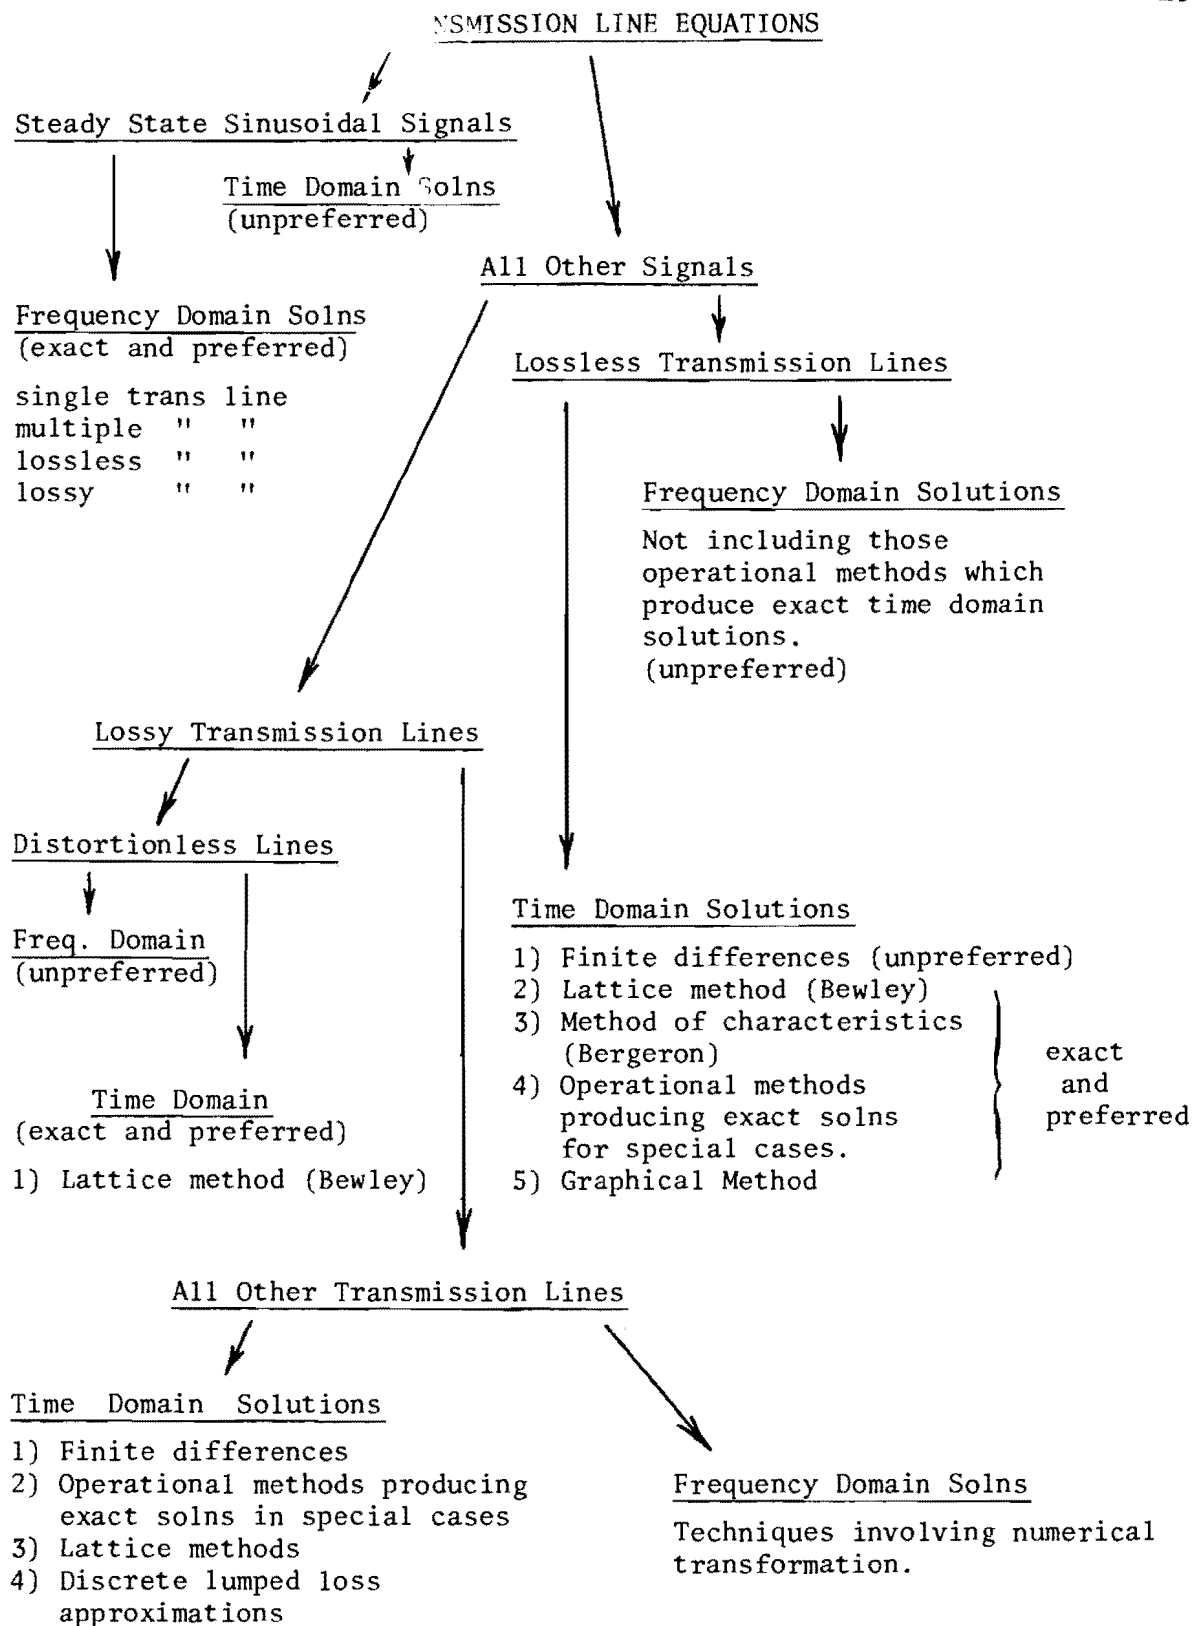 LINE EQUATIONS
Steady State Sinusoidal Signals
Time Domain Solns
(unpreferred)
All Other Signals
Frequency Domain Solns
(exact and preferred)
Lossless Transmission Lines
single trans line
multiple " "
lossless " "
lossy " "
Frequency Domain Solutions
Not including those
operational methods which
produce exact time domain
solutions.
(unpreferred)
Lossy Transmission Lines
Distortionless Lines
Freq. Domain
(unpreferred)
Time Domain
(exact and preferred)
1) Lattice method (Bewley)
Time Domain Solutions
1) Finite differences (unpreferred)
2) Lattice method (Bewley)
3) Method of characteristics
(Bergeron)
4) Operational methods
producing exact solns
for special cases.
5) Graphical Method
exact
and
preferred
All Other Transmission Lines
Time Domain Solutions
1) Finite differences
2) Operational methods producing
exact solns in special cases
3) Lattice methods
4) Discrete lumped loss
approximations
Frequency Domain Solns
Techniques involving numerical
transformation.